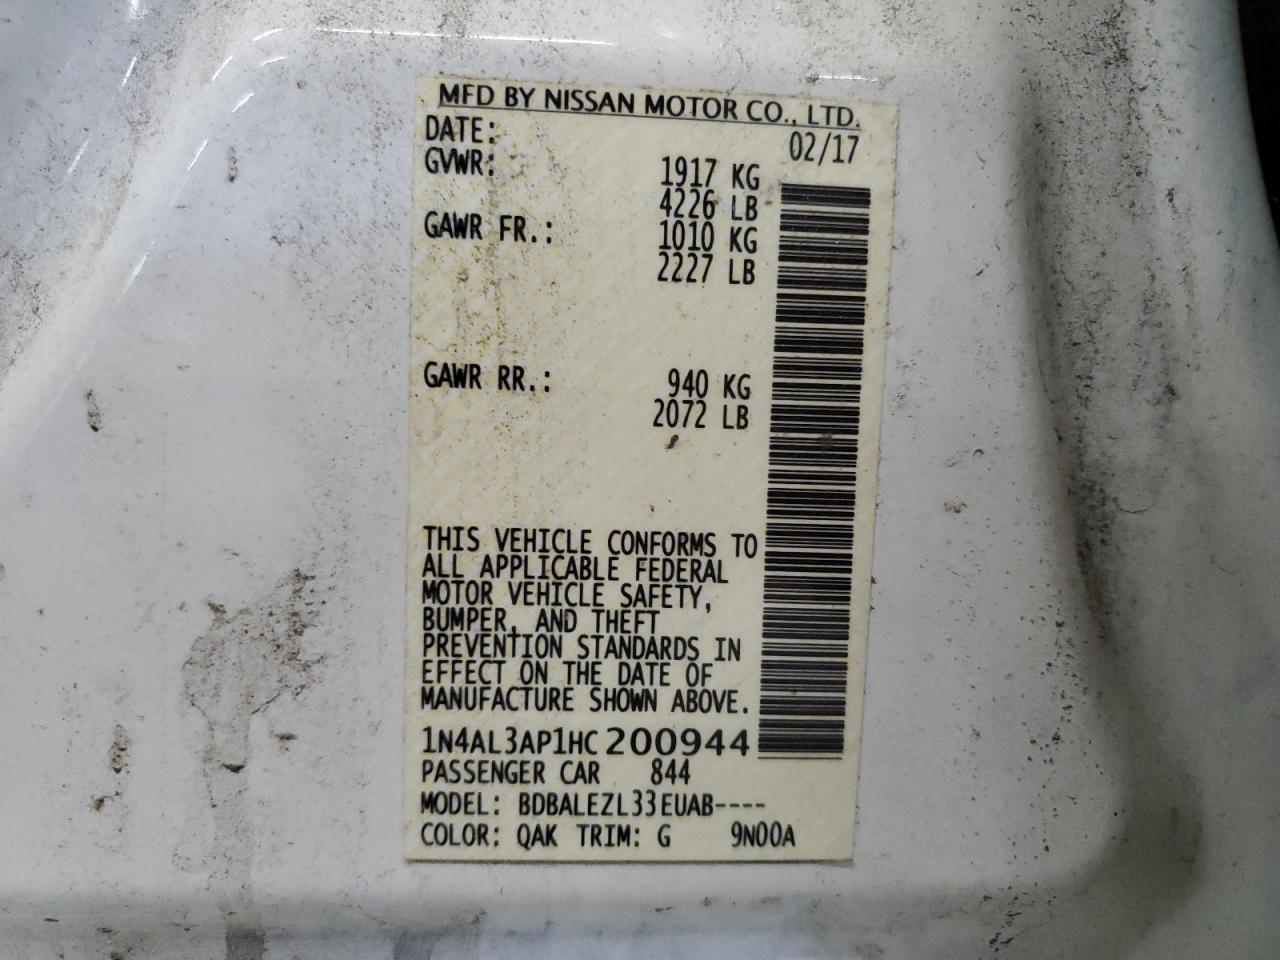 MFD BY NISSAN MOTOR CO., LTD.
DATE: 02/17
GVWR: 1917 KG
4226 LB
GAWR FR.: 1010 KG
2227 LB
GAWR RR.: 940 KG
2072 LB
THIS VEHICLE CONFORMS TO
ALL APPLICABLE FEDERAL
MOTOR VEHICLE SAFETY,
BUMPER, AND THEFT
PREVENTION STANDARDS IN
EFFECT ON THE DATE OF
MANUFACTURE SHOWN ABOVE.
1N4AL3AP1HC200944
PASSENGER CAR 844
MODEL: BDBALEZL33EUAB----
COLOR: QAK TRIM: G 9N00A